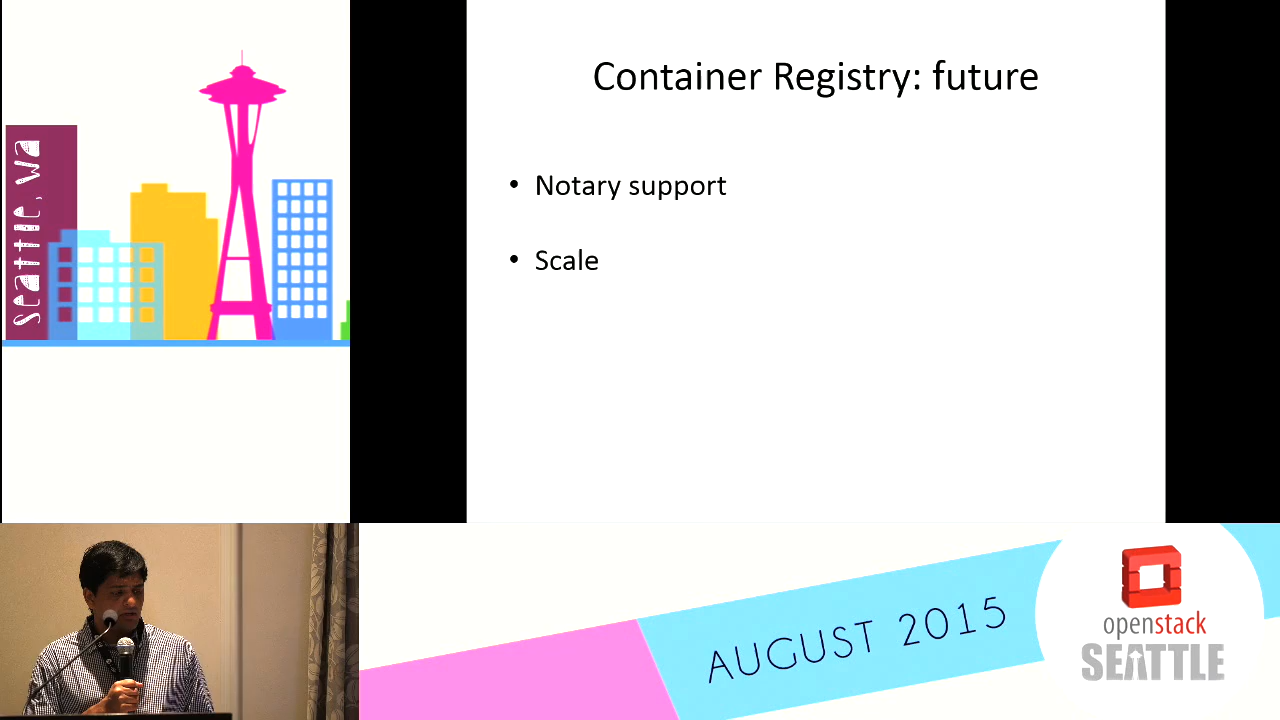 Seattle, WA
Container Registry: future
• Notary support
• Scale
AUGUST 2015
openstack
SEATTLE